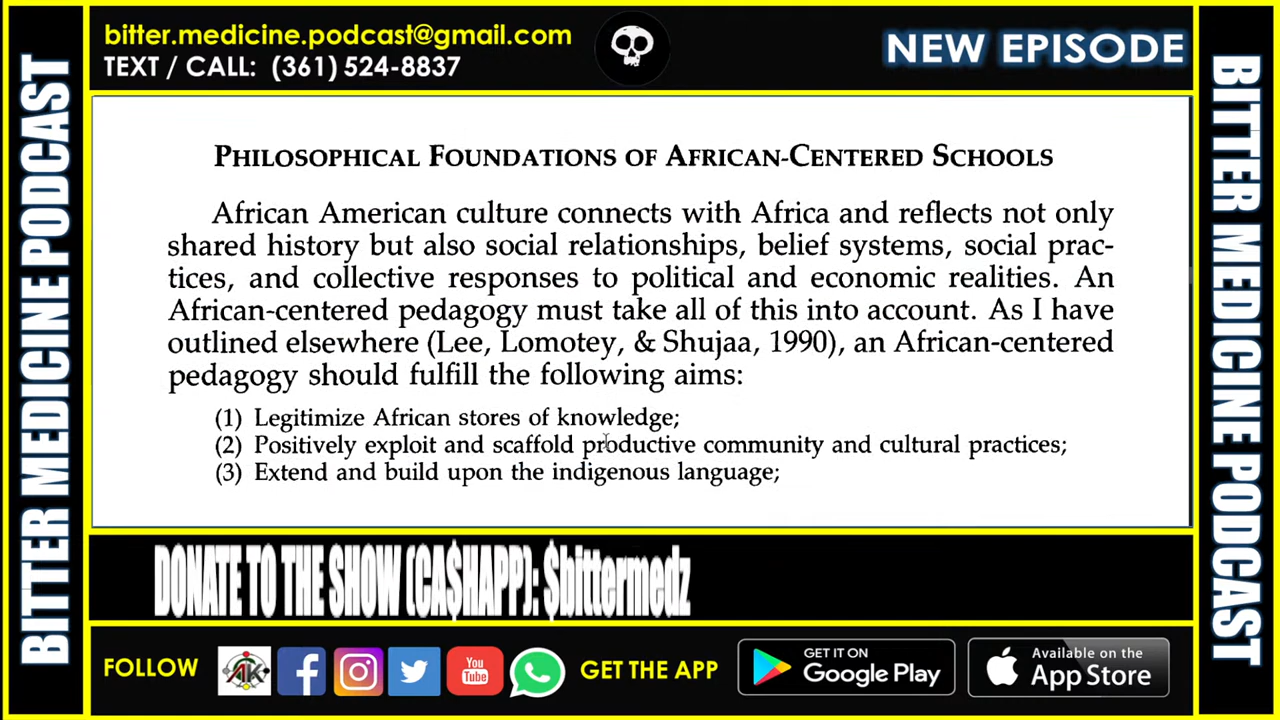 bitter.medicine.podcast@gmail.com
TEXT / CALL: (361) 524-8837
NEW EPISODE
BITTER MEDICINE PODCAST
PHILOSOPHICAL FOUNDATIONS OF AFRICAN-CENTERED SCHOOLS
African American culture connects with Africa and reflects not only
shared history but also social relationships, belief systems, social prac-
tices, and collective responses to political and economic realities. An
African-centered pedagogy must take all of this into account. As I have
outlined elsewhere (Lee, Lomotey, & Shujaa, 1990), an African-centered
pedagogy should fulfill the following aims:
(1) Legitimize African stores of knowledge;
(2) Positively exploit and scaffold productive community and cultural practices;
(3) Extend and build upon the indigenous language;
BITTER MEDICINE PODCAST
DONATE TO THE SHOW (CA$HAPP): $bittermedz
FOLLOW
ATK
You
Tube
GET THE APP
GET IT ON
Google Play
Available on the
App Store